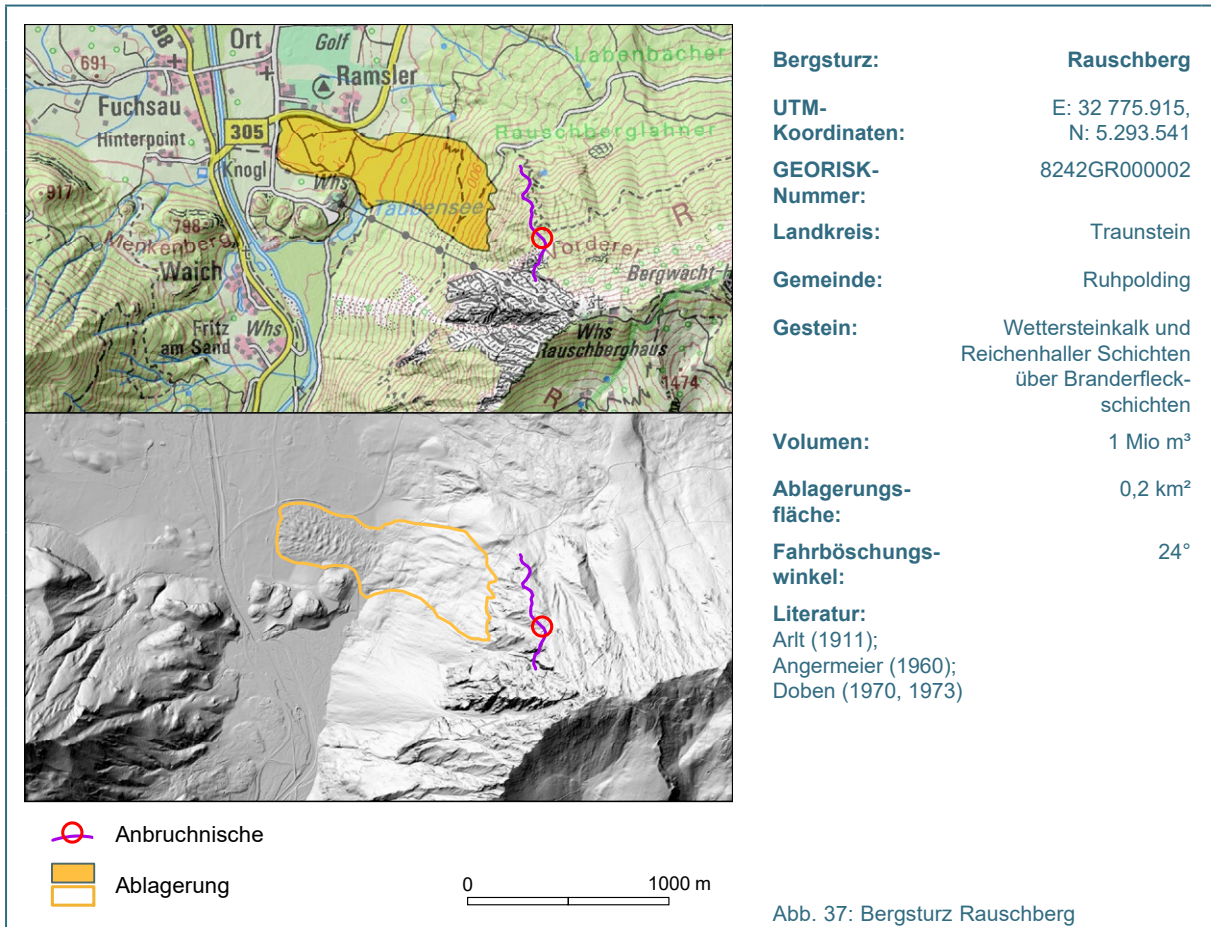 98
Ort
Golf
Labenbacher
691
Ramsler
Fuchsau
Rauschberglahner
Hinterpoint
305
Knogl
Whs
900
917
Taubensee
R
798
Menkenberg
Vorderer
Waich
Bergwacht-H
Fritz
am Sand
Whs
Whs
Rauschberghaus
1474
R
Anbruchnische
Ablagerung
0
1000 m
Bergsturz: Rauschberg
UTM-
Koordinaten:
E: 32 775.915,
N: 5.293.541
GEORISK-
Nummer:
8242GR000002
Landkreis: Traunstein
Gemeinde: Ruhpolding
Gestein: Wettersteinkalk und
Reichenhaller Schichten
über Branderfleck-
schichten
Volumen: 1 Mio m³
Ablagerungs-
fläche:
0,2 km²
Fahrböschungs-
winkel:
24°
Literatur:
Arlt (1911);
Angermeier (1960);
Doben (1970, 1973)
Abb. 37: Bergsturz Rauschberg